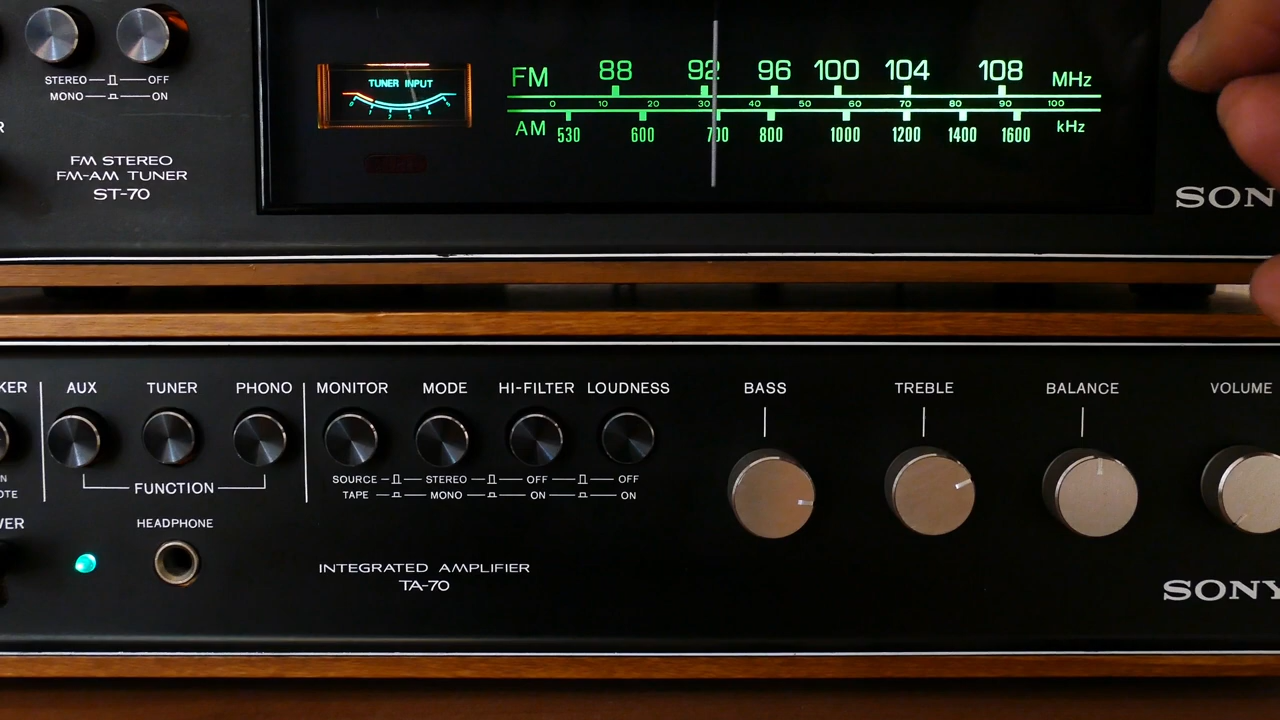 STEREO OFF
MONO ON
R
FM STEREO
FM-AM TUNER
ST-70
TUNER INPUT
FM 88 92 96 100 104 108 MHz
0 10 20 30 40 50 60 70 80 90 100
AM 530 600 700 800 1000 1200 1400 1600 kHz
SON
KER AUX TUNER PHONO MONITOR MODE HI-FILTER LOUDNESS BASS TREBLE BALANCE VOLUME
N SOURCE STEREO OFF OFF
OTE FUNCTION TAPE MONO ON ON
WER HEADPHONE
INTEGRATED AMPLIFIER
TA-70
SONY